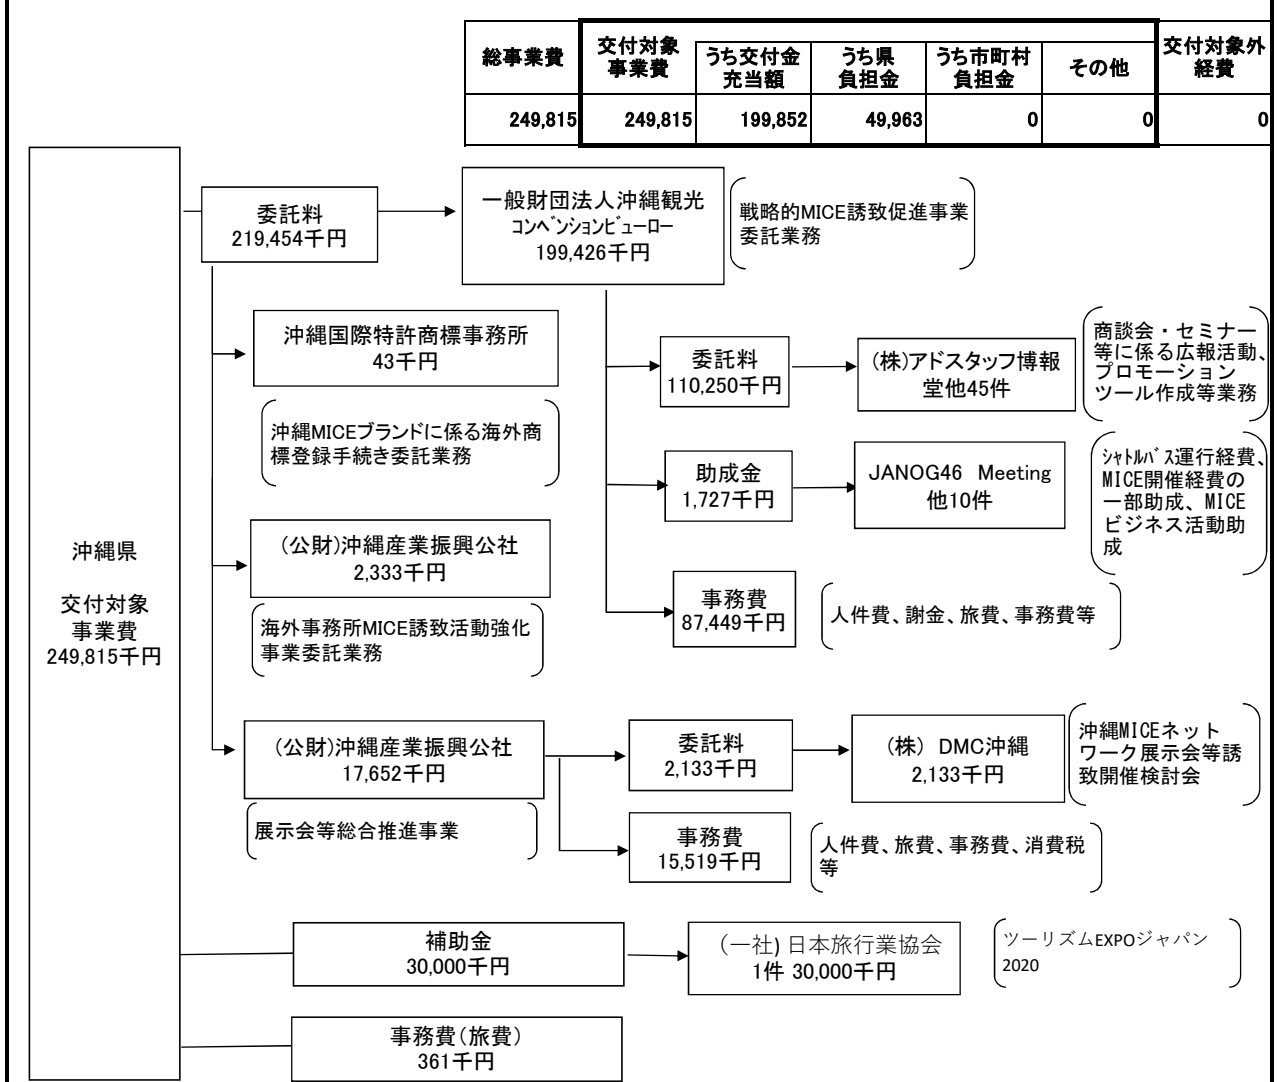 総事業費
交付対象
事業費
うち交付金
充当額
うち県
負担金
うち市町村
負担金
その他
交付対象外
経費
249,815
249,815
199,852
49,963
0
0
0
沖縄県
交付対象
事業費
249,815千円
委託料
219,454千円
一般財団法人沖縄観光
コンベンションビューロー
199,426千円
戦略的MICE誘致促進事業
委託業務
沖縄国際特許商標事務所
43千円
沖縄MICEブランドに係る海外商
標登録手続き委託業務
委託料
110,250千円
(株)アドスタッフ博報
堂他45件
商談会・セミナー
等に係る広報活動、
プロモーション
ツール作成等業務
助成金
1,727千円
JANOG46 Meeting
他10件
シャトルバス運行経費、
MICE開催経費の
一部助成、MICE
ビジネス活動助
成
(公財)沖縄産業振興公社
2,333千円
海外事務所MICE誘致活動強化
事業委託業務
事務費
87,449千円
人件費、謝金、旅費、事務費等
(公財)沖縄産業振興公社
17,652千円
展示会等総合推進事業
委託料
2,133千円
(株) DMC沖縄
2,133千円
沖縄MICEネット
ワーク展示会等誘
致開催検討会
事務費
15,519千円
人件費、旅費、事務費、消費税
等
補助金
30,000千円
(一社)日本旅行業協会
1件 30,000千円
ツーリズムEXPOジャパン
2020
事務費(旅費)
361千円